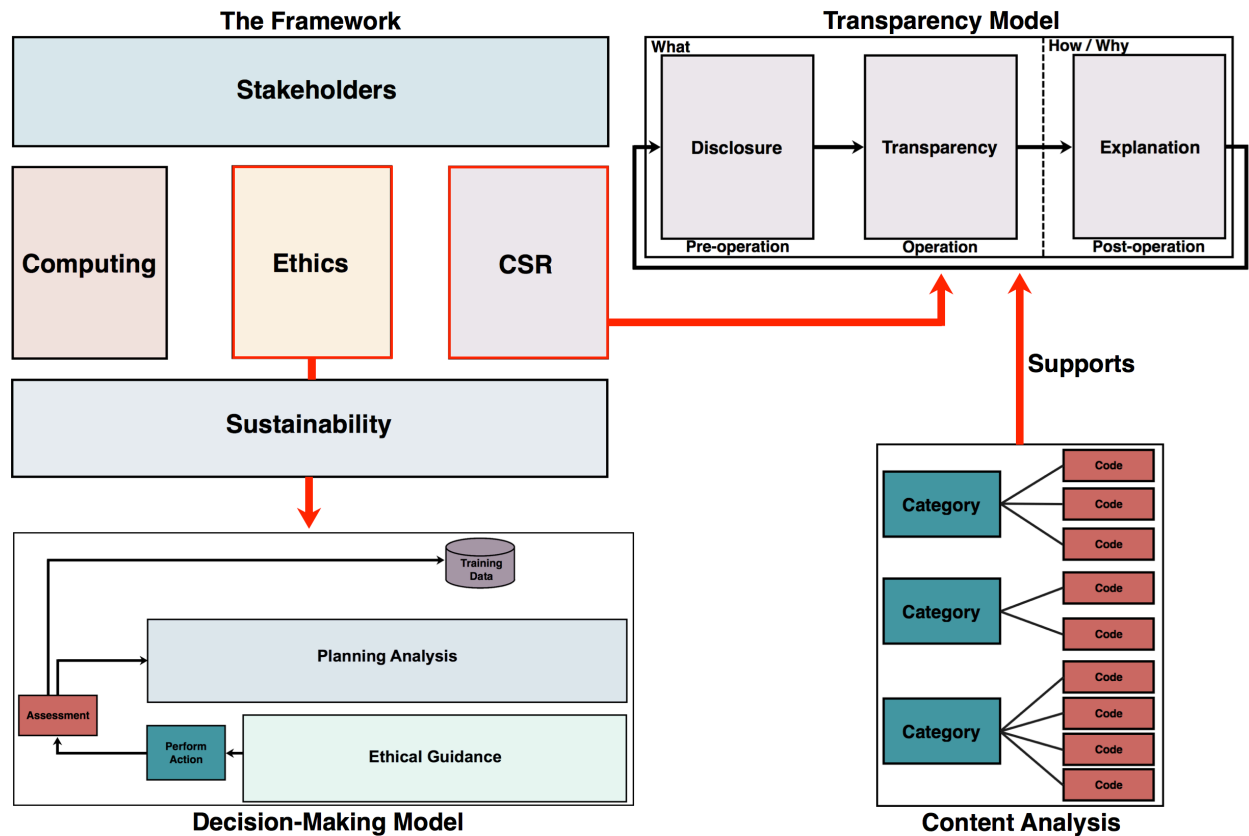 The Framework
Stakeholders
Computing
Ethics
CSR
Sustainability
Transparency Model
What
How / Why
Disclosure
Transparency
Explanation
Pre-operation
Operation
Post-operation
Supports
Training
Data
Planning Analysis
Assessment
Perform
Action
Ethical Guidance
Decision-Making Model
Category
Code
Code
Code
Category
Code
Code
Category
Code
Code
Code
Code
Content Analysis